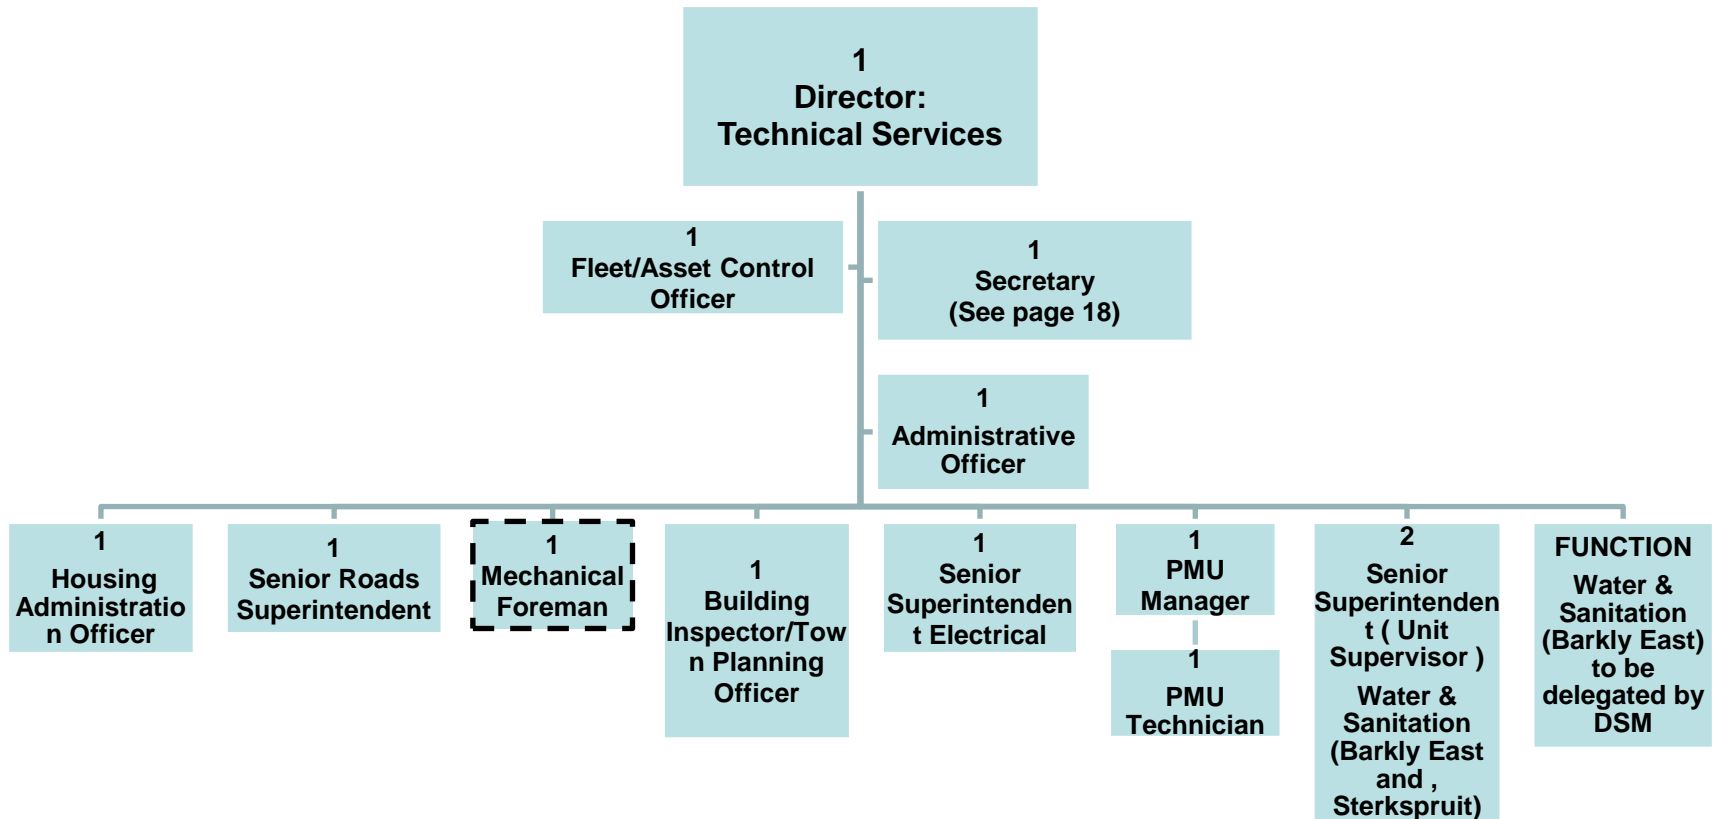 1
Director:
Technical Services
1
Fleet/Asset Control
Officer
1
Secretary
(See page 18)
1
Administrative
Officer
1
Housing
Administratio
n Officer
1
Senior Roads
Superintendent
1
Mechanical
Foreman
1
Building
Inspector/Tow
n Planning
Officer
1
Senior
Superintenden
t Electrical
1
PMU
Manager
1
PMU
Technician
2
Senior
Superintenden
t ( Unit
Supervisor )
Water &
Sanitation
(Barkly East
and ,
Sterkspruit)
FUNCTION
Water &
Sanitation
(Barkly East)
to be
delegated by
DSM